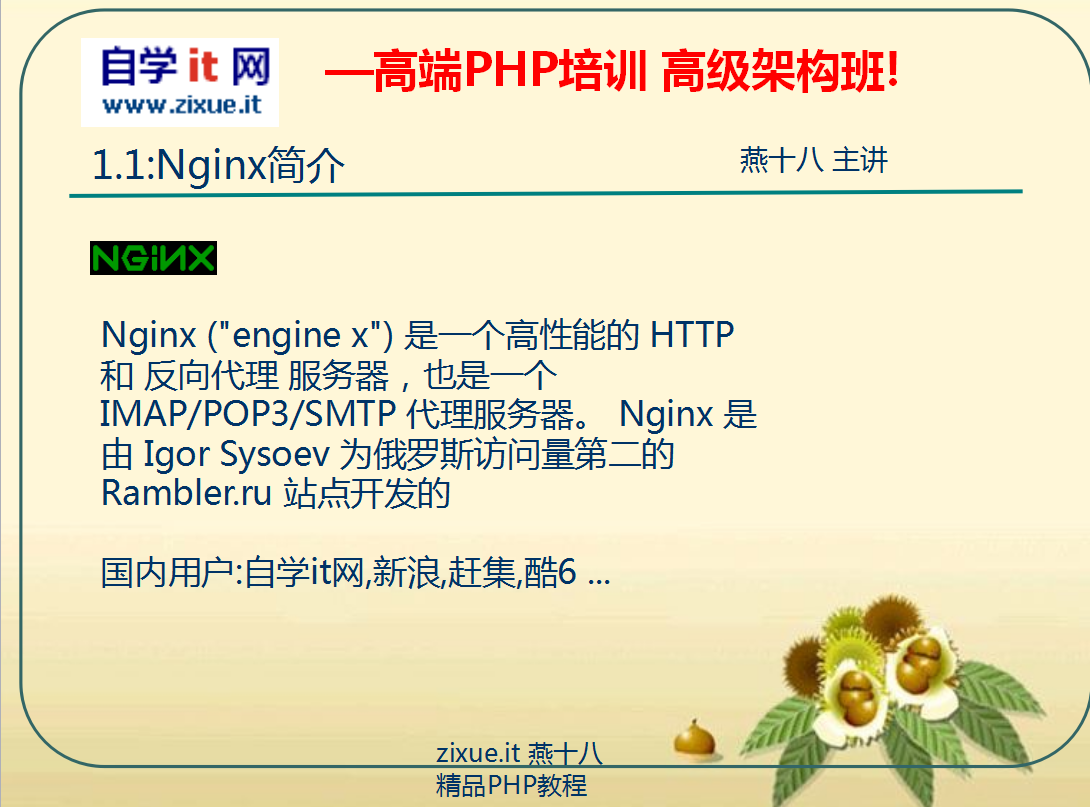 自学 it 网
www.zixue.it
—高端PHP培训 高级架构班!
1.1:Nginx简介
燕十八 主讲
NGiNX
Nginx ("engine x") 是一个高性能的 HTTP
和 反向代理 服务器，也是一个
IMAP/POP3/SMTP 代理服务器。 Nginx 是
由 Igor Sysoev 为俄罗斯访问量第二的
Rambler.ru 站点开发的
国内用户:自学it网,新浪,赶集,酷6 ...
zixue.it 燕十八
精品PHP教程